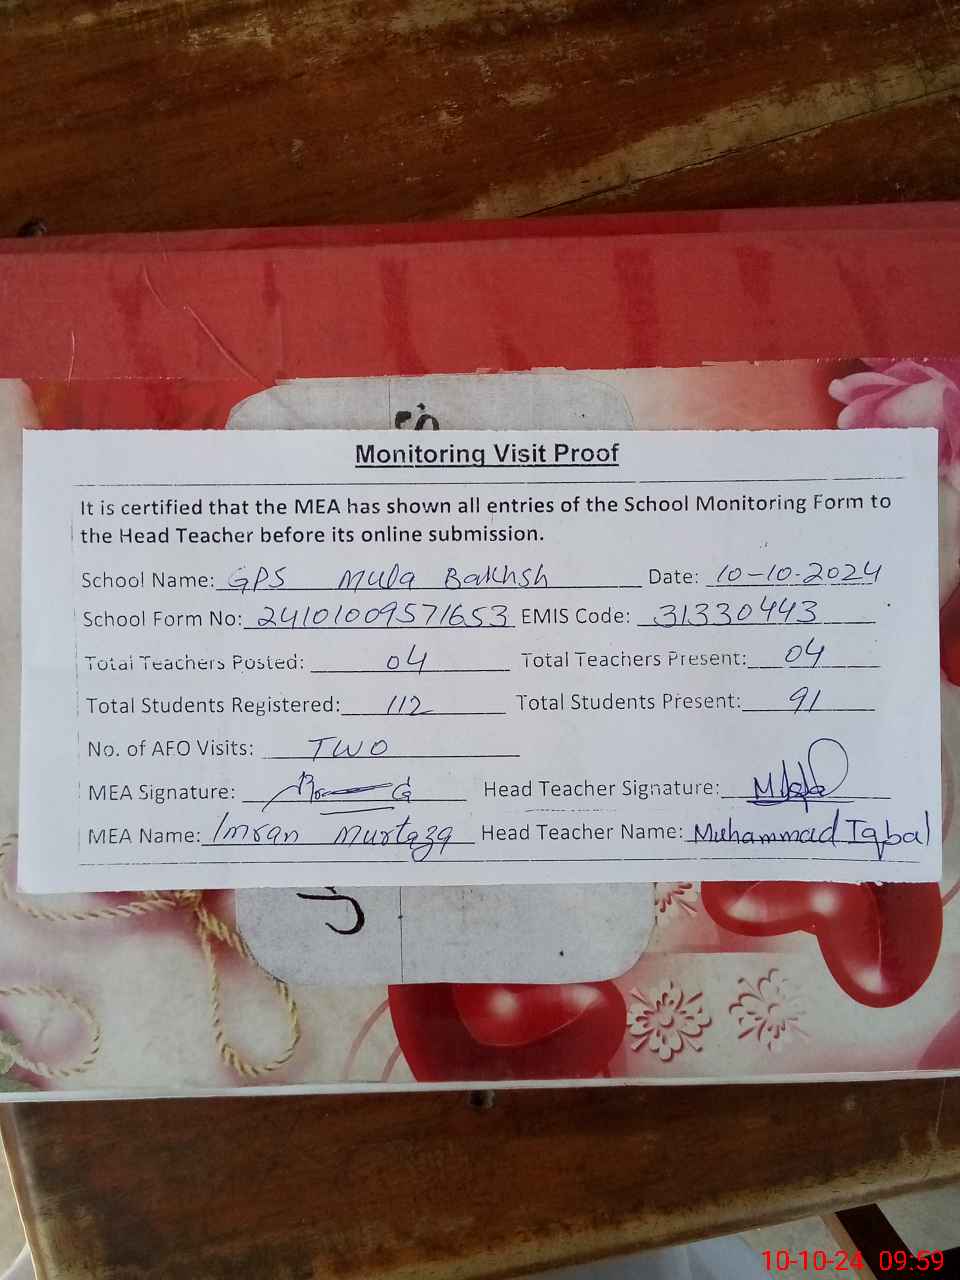 Monitoring Visit Proof
It is certified that the MEA has shown all entries of the School Monitoring Form to
the Head Teacher before its online submission.
School Name: GPS Mula Bakhsh Date: 10-10-2024
School Form No: 24101009571653 EMIS Code: 31330443
Total Teachers Posted: 04 Total Teachers Present: 04
Total Students Registered: 112 Total Students Present: 91
No. of AFO Visits: TWO
MEA Signature: Head Teacher Signature: M Iqbal
MEA Name: Imran Murtaza Head Teacher Name: Muhammad Iqbal
10-10-24 09:59